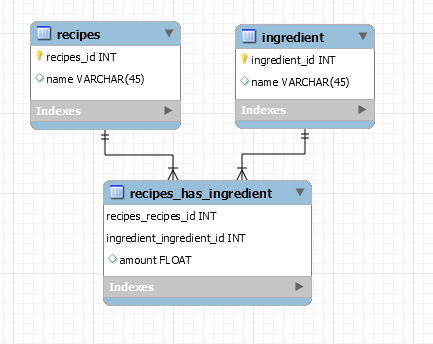 recipes
recipes_id INT
name VARCHAR(45)
Indexes
ingredient
ingredient_id INT
name VARCHAR(45)
Indexes
recipes_has_ingredient
recipes_recipes_id INT
ingredient_ingredient_id INT
amount FLOAT
Indexes